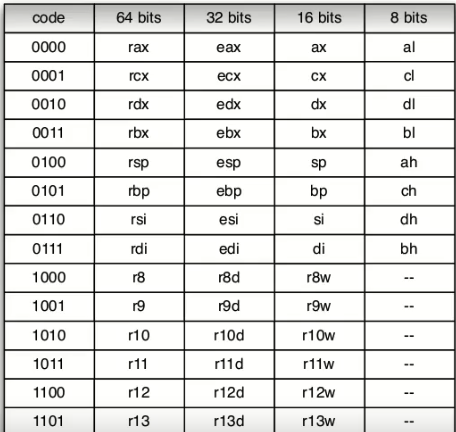 code 64 bits 32 bits 16 bits 8 bits
0000 rax eax ax al
0001 rcx ecx cx cl
0010 rdx edx dx dl
0011 rbx ebx bx bl
0100 rsp esp sp ah
0101 rbp ebp bp ch
0110 rsi esi si dh
0111 rdi edi di bh
1000 r8 r8d r8w --
1001 r9 r9d r9w --
1010 r10 r10d r10w --
1011 r11 r11d r11w --
1100 r12 r12d r12w --
1101 r13 r13d r13w --